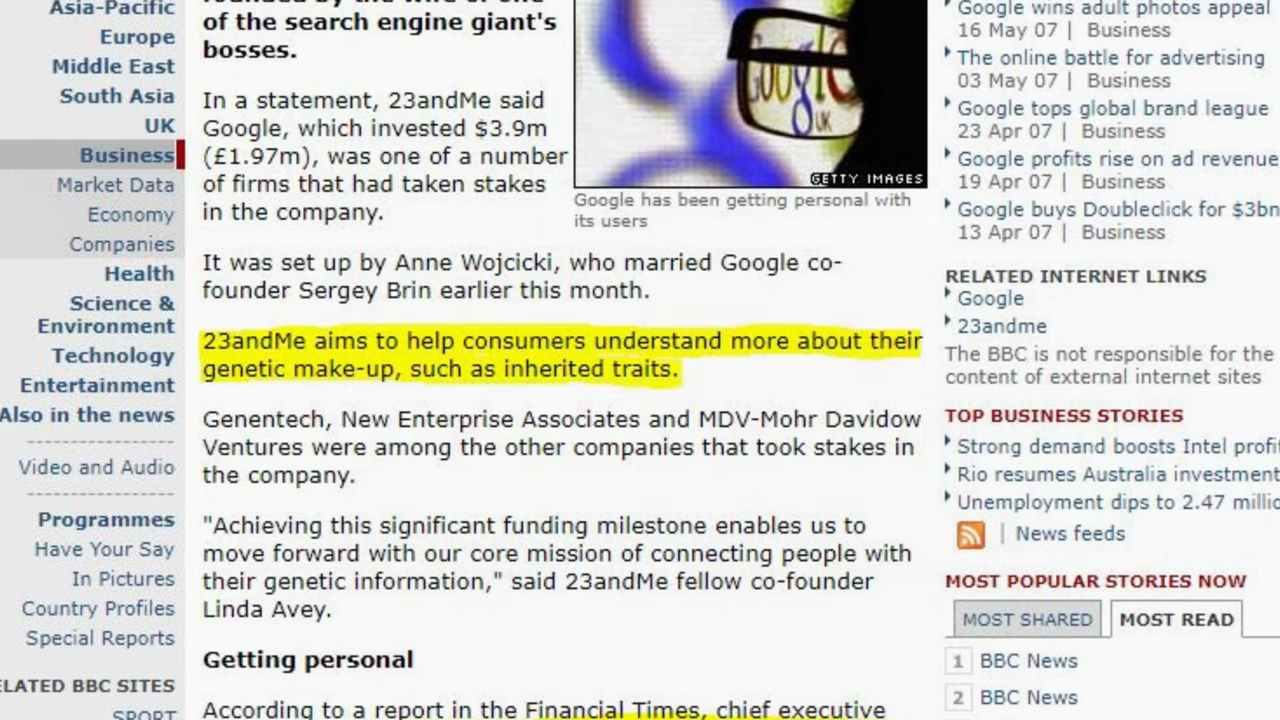 Asia-Pacific
Europe
Middle East
South Asia
UK
Business
Market Data
Economy
Companies
Health
Science &
Environment
Technology
Entertainment
Also in the news
Video and Audio
Programmes
Have Your Say
In Pictures
Country Profiles
Special Reports
ELATED BBC SITES
SPORT
founded by the wife of one
of the search engine giant's
bosses.
In a statement, 23andMe said
Google, which invested $3.9m
(£1.97m), was one of a number
of firms that had taken stakes
in the company.
Google
UK
GETTY IMAGES
Google has been getting personal with
its users
It was set up by Anne Wojcicki, who married Google co-
founder Sergey Brin earlier this month.
23andMe aims to help consumers understand more about their
genetic make-up, such as inherited traits.
Genentech, New Enterprise Associates and MDV-Mohr Davidow
Ventures were among the other companies that took stakes in
the company.
"Achieving this significant funding milestone enables us to
move forward with our core mission of connecting people with
their genetic information," said 23andMe fellow co-founder
Linda Avey.
Getting personal
According to a report in the Financial Times, chief executive
Google wins adult photos appeal
16 May 07 | Business
The online battle for advertising
03 May 07 | Business
Google tops global brand league
23 Apr 07 | Business
Google profits rise on ad revenue
19 Apr 07 | Business
Google buys Doubleclick for $3bn
13 Apr 07 | Business
RELATED INTERNET LINKS
Google
23andme
The BBC is not responsible for the
content of external internet sites
TOP BUSINESS STORIES
Strong demand boosts Intel profit
Rio resumes Australia investment
Unemployment dips to 2.47 millio
| News feeds
MOST POPULAR STORIES NOW
MOST SHARED MOST READ
1 BBC News
2 BBC News